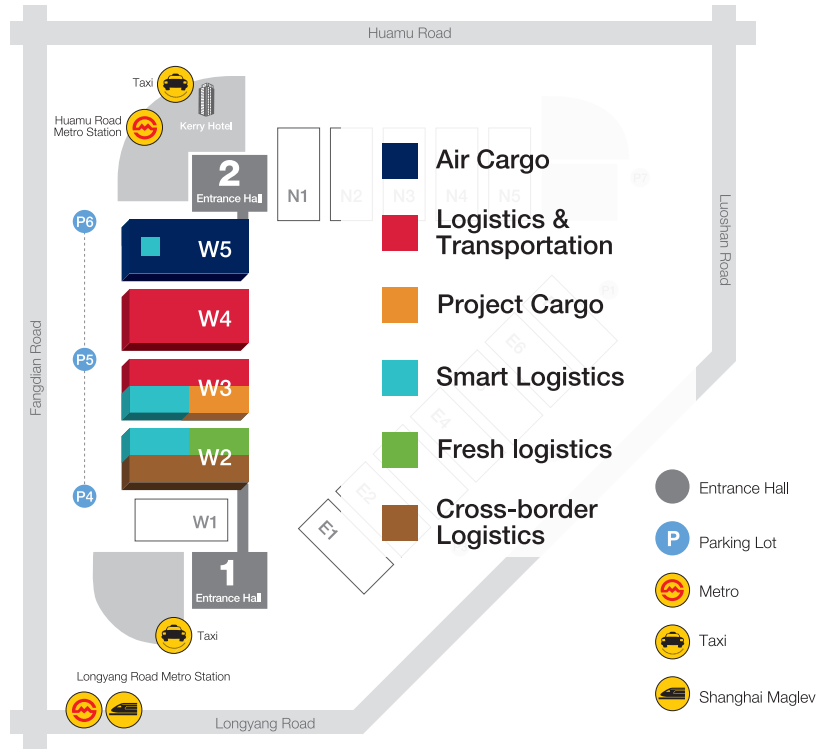 Huamu Road
Taxi
Kerry Hotel
Huamu Road
Metro Station
2
Entrance Hall
N1
N2
N3
N4
N5
P7
Air Cargo
P6
W5
Logistics &
Transportation
Luoshan Road
W4
Project Cargo
Fangdian Road
P5
W3
Smart Logistics
E6
E4
W2
Fresh logistics
E2
P4
Entrance Hall
W1
E1
Cross-border
Logistics
P
Parking Lot
1
Entrance Hall
Metro
Taxi
Taxi
Longyang Road Metro Station
Shanghai Maglev
Longyang Road